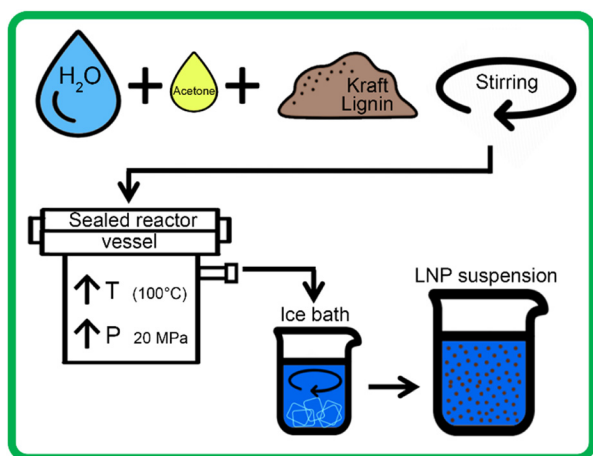 H₂O
+
Acetone
+
Kraft
Lignin
Stirring
Sealed reactor
vessel
T (100°C)
P 20 MPa
Ice bath
LNP suspension